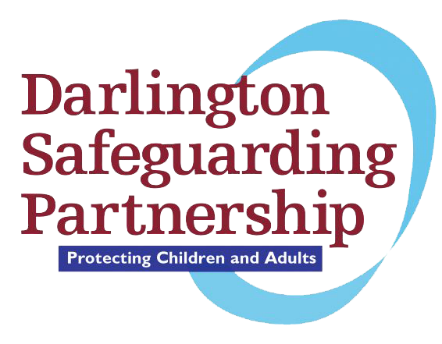 Darlington
Safeguarding
Partnership
Protecting Children and Adults